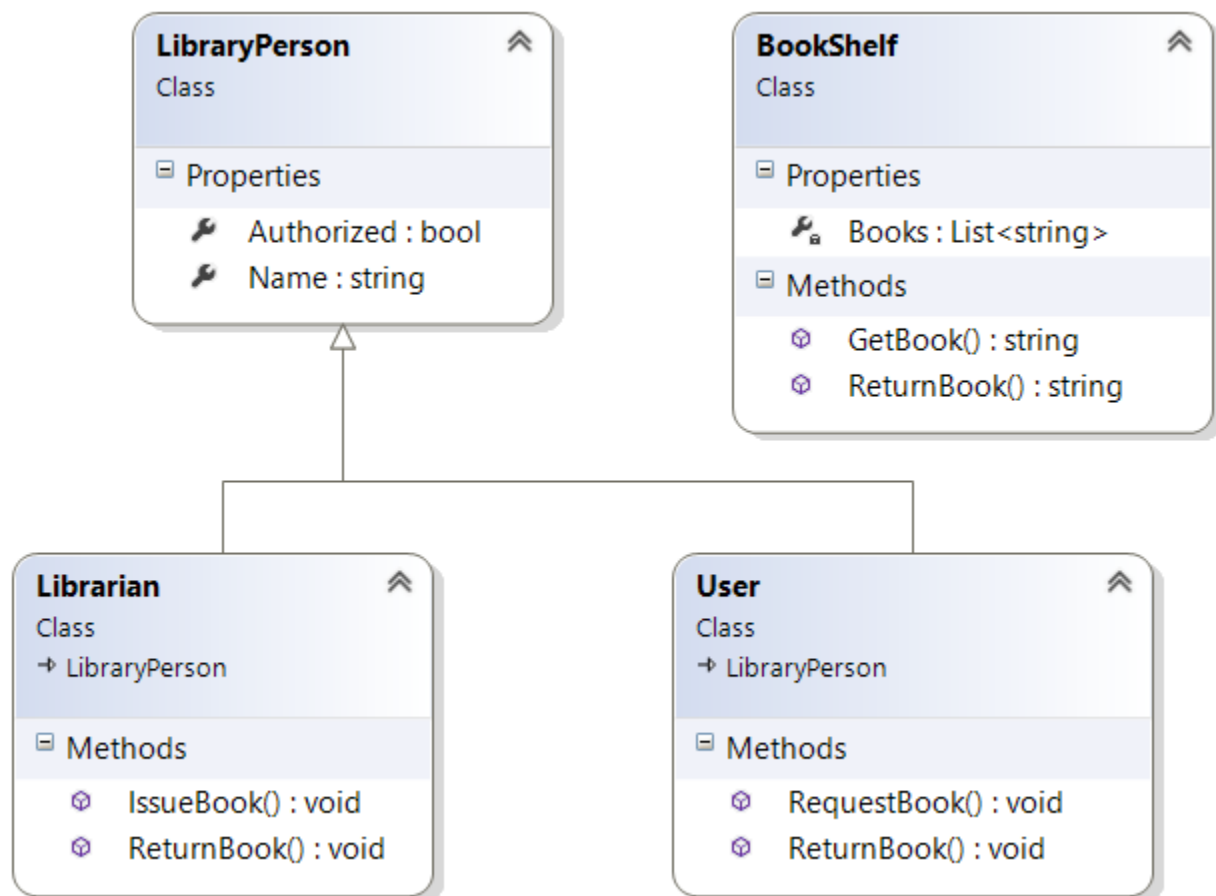 LibraryPerson
Class
Properties
Authorized : bool
Name : string
BookShelf
Class
Properties
Books : List<string>
Methods
GetBook() : string
ReturnBook() : string
Librarian
Class
LibraryPerson
Methods
IssueBook() : void
ReturnBook() : void
User
Class
LibraryPerson
Methods
RequestBook() : void
ReturnBook() : void